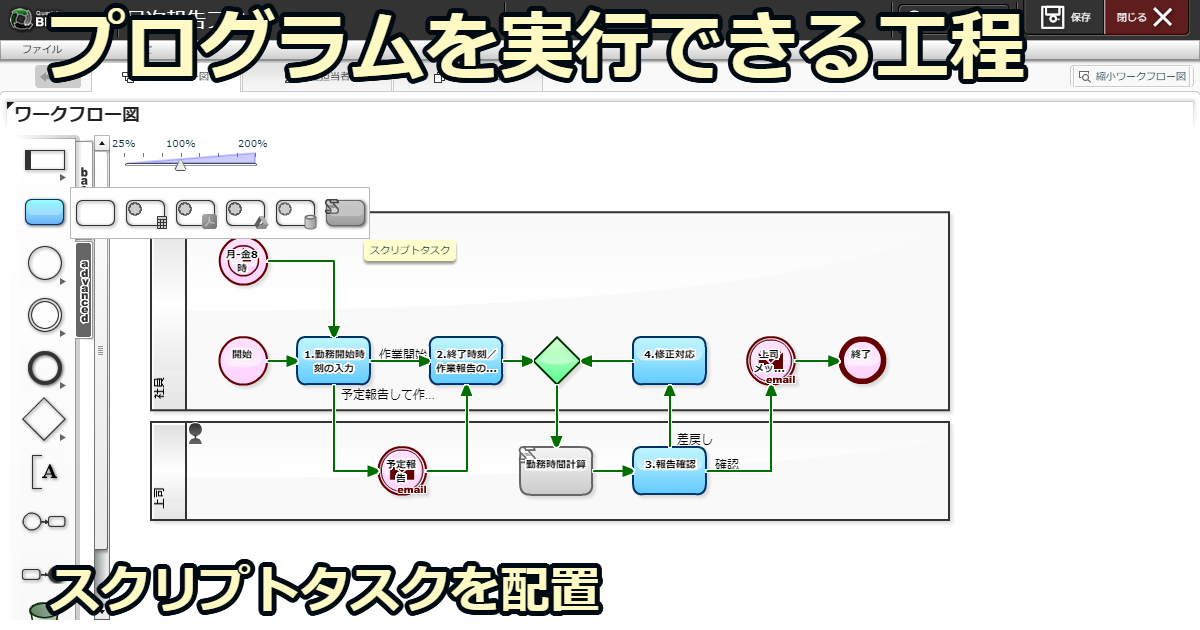 プログラムを実行できる工程
保存
閉じる
ファイル
縮小ワークフロー図
ワークフロー図
25%
100%
200%
advanced
スクリプトタスク
月-金8
時
開始
1.勤務開始時
刻の入力
作業開始
2.終了時刻／
作業報告の...
4.修正対応
上司
メッ...
email
終了
予定報告して作...
社員
差戻し
予定報
告
email
勤務時間計算
3.報告確認
確認
上司
A
スクリプトタスクを配置